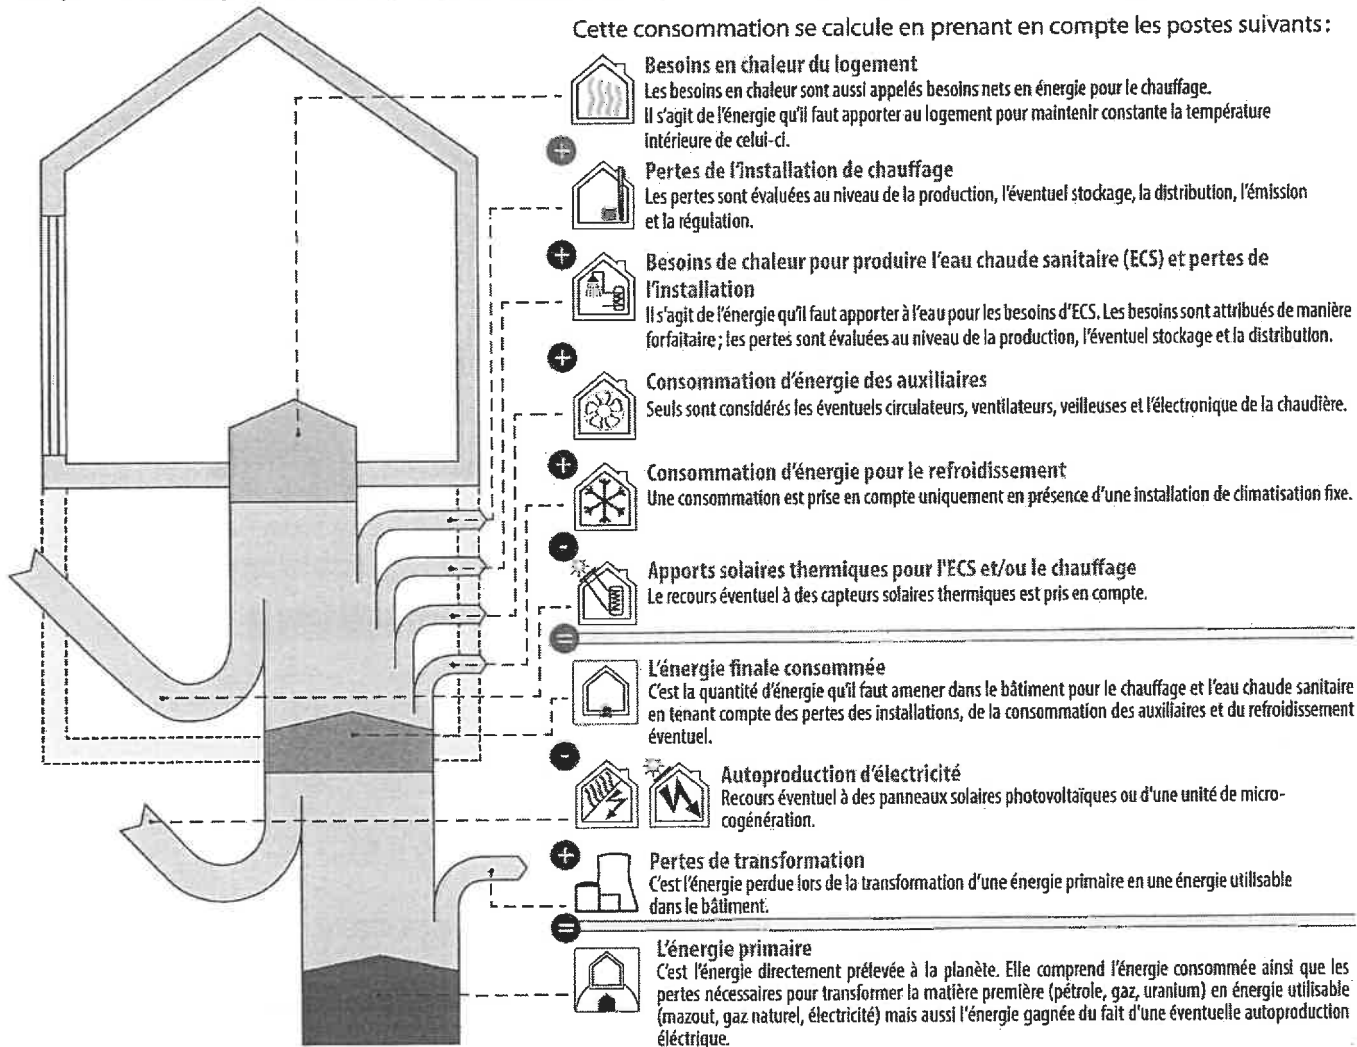 Cette consommation se calcule en prenant en compte les postes suivants:
Besoins en chaleur du logement
Les besoins en chaleur sont aussi appelés besoins nets en énergie pour le chauffage.
Il s'agit de l'énergie qu'il faut apporter au logement pour maintenir constante la température
intérieure de celui-ci.
+
Pertes de l'installation de chauffage
Les pertes sont évaluées au niveau de la production, l'éventuel stockage, la distribution, l'émission
et la régulation.
+
Besoins de chaleur pour produire l'eau chaude sanitaire (ECS) et pertes de
l'installation
Il s'agit de l'énergie qu'il faut apporter à l'eau pour les besoins d'ECS. Les besoins sont attribués de manière
forfaitaire; les pertes sont évaluées au niveau de la production, l'éventuel stockage et la distribution.
+
Consommation d'énergie des auxiliaires
Seuls sont considérés les éventuels circulateurs, ventilateurs, veilleuses et l'électronique de la chaudière.
+
Consommation d'énergie pour le refroidissement
Une consommation est prise en compte uniquement en présence d'une installation de climatisation fixe.
-
Apports solaires thermiques pour l'ECS et/ou le chauffage
Le recours éventuel à des capteurs solaires thermiques est pris en compte.
=
L'énergie finale consommée
C'est la quantité d'énergie qu'il faut amener dans le bâtiment pour le chauffage et l'eau chaude sanitaire
en tenant compte des pertes des installations, de la consommation des auxiliaires et du refroidissement
éventuel.
-
Autoproduction d'électricité
Recours éventuel à des panneaux solaires photovoltaïques ou d'une unité de micro-
cogénération.
+
Pertes de transformation
C'est l'énergie perdue lors de la transformation d'une énergie primaire en une énergie utilisable
dans le bâtiment.
=
L'énergie primaire
C'est l'énergie directement prélevée à la planète. Elle comprend l'énergie consommée ainsi que les
pertes nécessaires pour transformer la matière première (pétrole, gaz, uranium) en énergie utilisable
(mazout, gaz naturel, électricité) mais aussi l'énergie gagnée du fait d'une éventuelle autoproduction
éléctrique.